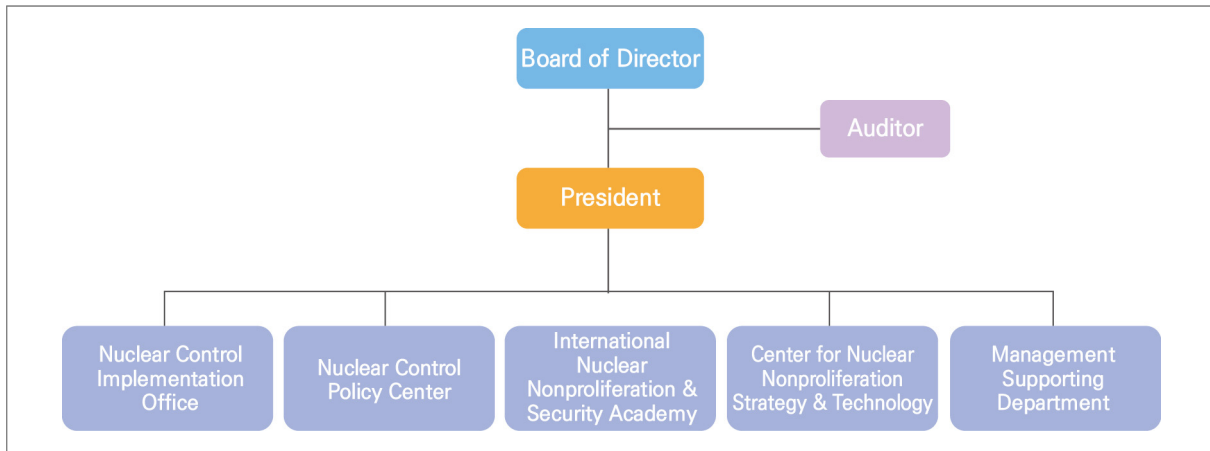 Board of Director
Auditor
President
Nuclear Control
Implementation
Office
Nuclear Control
Policy Center
International
Nuclear
Nonproliferation &
Security Academy
Center for Nuclear
Nonproliferation
Strategy & Technology
Management
Supporting
Department